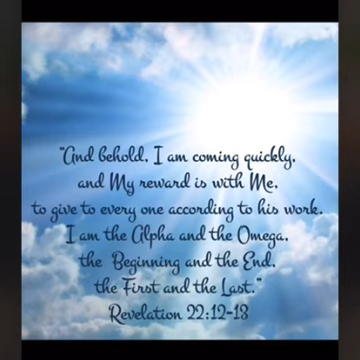 "And behold, I am coming quickly,
and My reward is with Me,
to give to every one according to his work.
I am the Alpha and the Omega,
the Beginning and the End,
the First and the Last."
Revelation 22:12-13